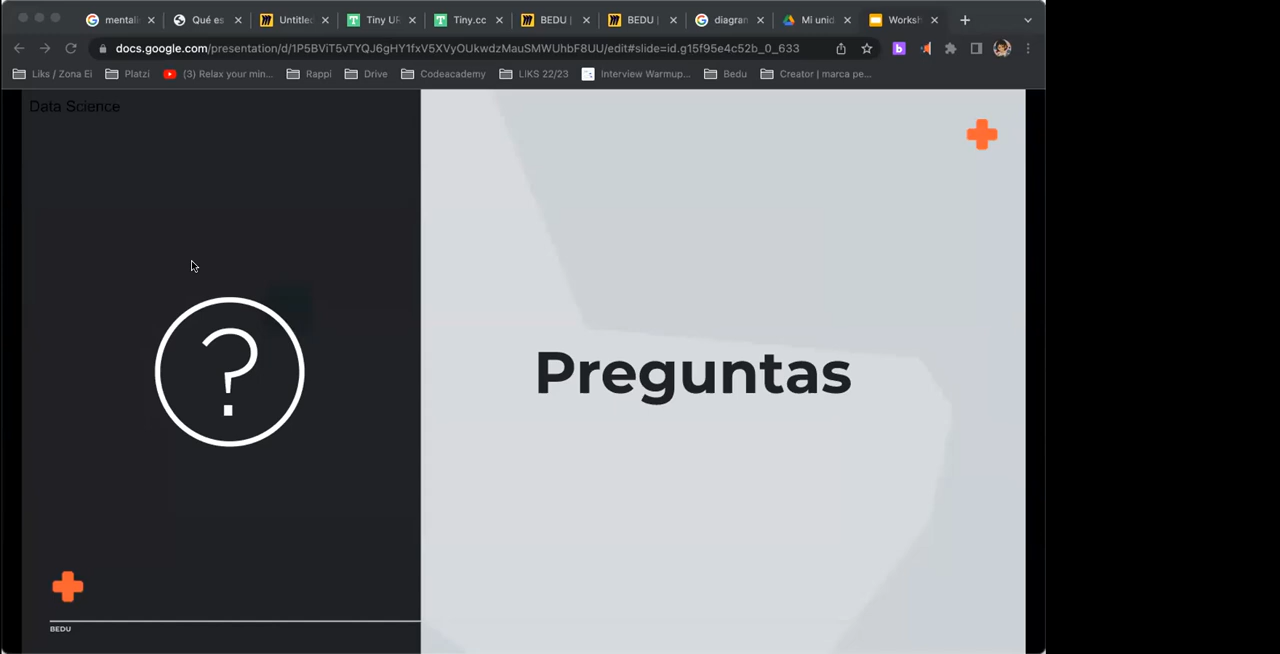 mentali
Qué es
Untitled
Tiny UR
Tiny.cc
BEDU |
BEDU |
diagran
Mi unid
Worksh
docs.google.com/presentation/d/1P5BViT5vTYQJ6gHY1fxV5XVyOUkwdzMauSMWUhbF8UU/edit#slide=id.g15f95e4c52b_0_633
Liks / Zona Ei
Platzi
(3) Relax your min...
Rappi
Drive
Codeacademy
LIKS 22/23
Interview Warmup...
Bedu
Creator | marca pe...
Data Science
?
Preguntas
BEDU